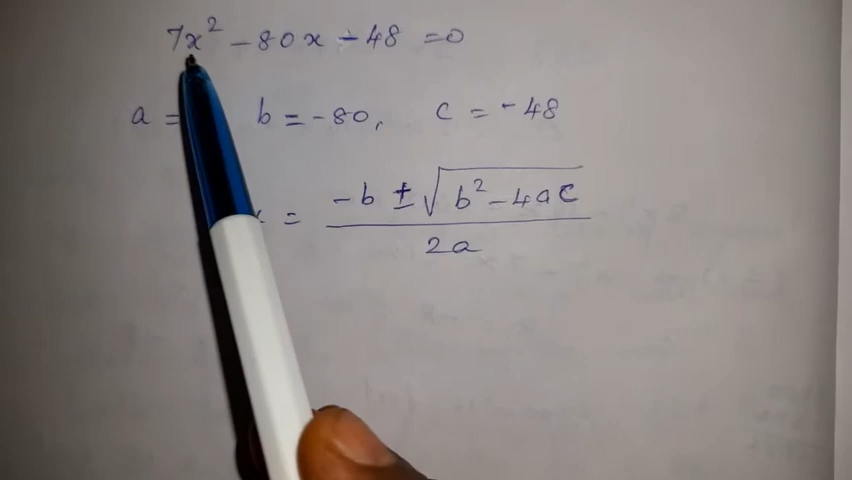 7x² - 80x - 48 = 0
a = b = -80, c = -48
= -b ± √b² - 4ac / 2a